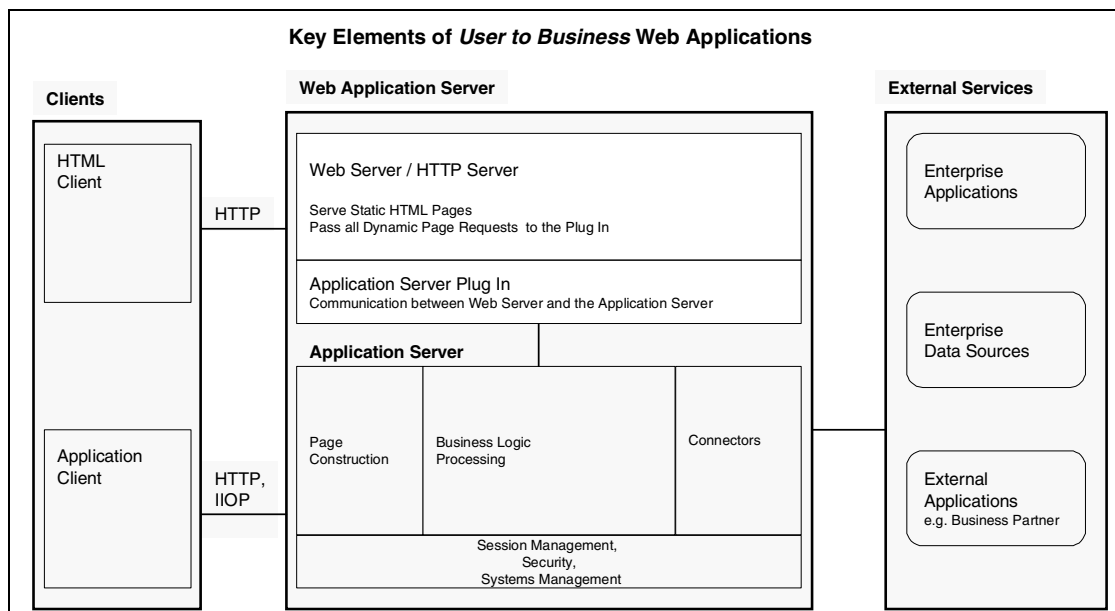 Key Elements of User to Business Web Applications
Clients
HTML
Client
Application
Client
HTTP
HTTP,
IIOP
Web Application Server
Web Server / HTTP Server
Serve Static HTML Pages
Pass all Dynamic Page Requests to the Plug In
Application Server Plug In
Communication between Web Server and the Application Server
Application Server
Page
Construction
Business Logic
Processing
Connectors
Session Management,
Security,
Systems Management
External Services
Enterprise
Applications
Enterprise
Data Sources
External
Applications
e.g. Business Partner